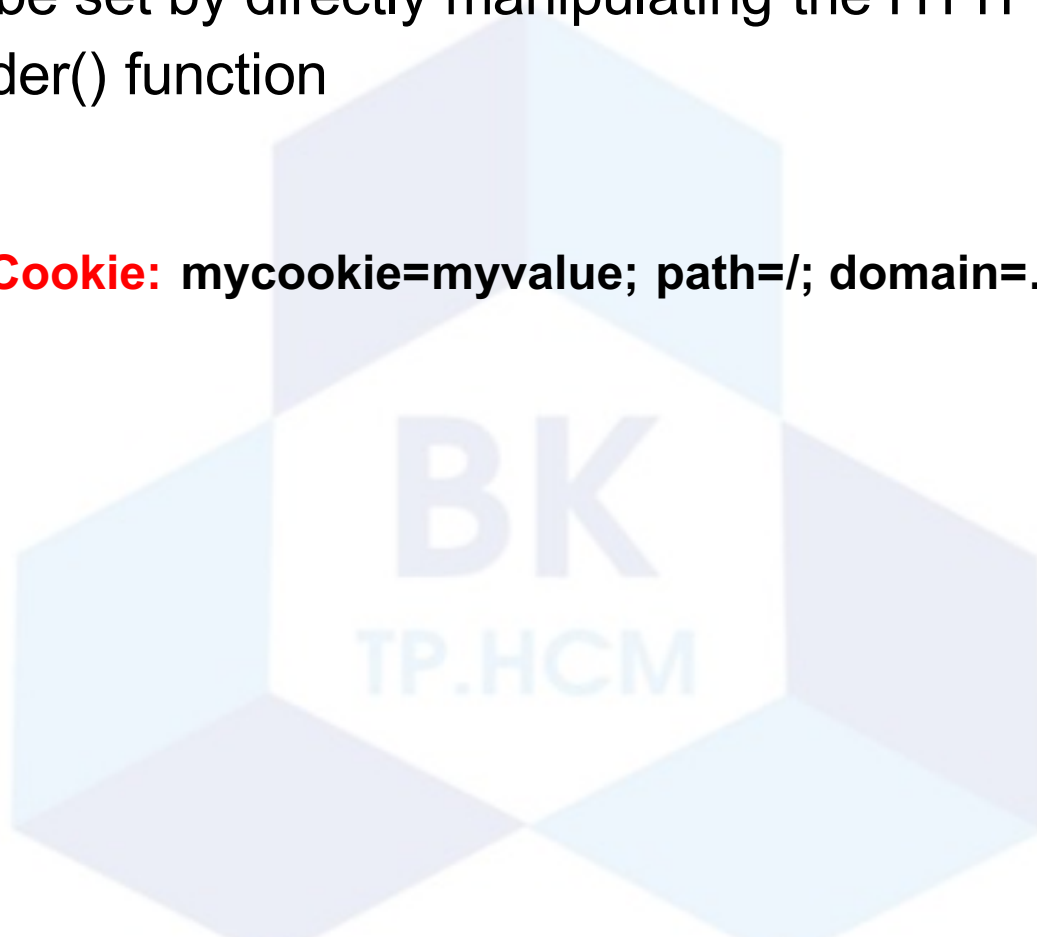 be set by directly manipulating the HTTP
der() function
Cookie: mycookie=myvalue; path=/; domain=.
BK
TP.HCM